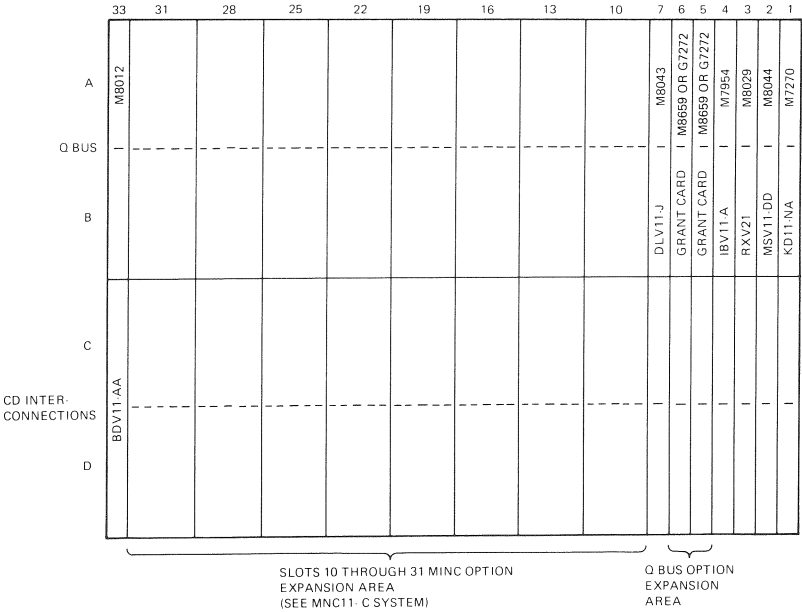 33 31 28 25 22 19 16 13 10 7 6 5 4 3 2 1
A
M8012
M8043
M8659 OR G7272
M8659 OR G7272
M7954
M8029
M8044
M7270
Q BUS
B
DLV11-J
GRANT CARD
GRANT CARD
IBV11-A
RXV21
MSV11-DD
KD11-NA
C
CD INTER-
CONNECTIONS
BDV11-AA
D
SLOTS 10 THROUGH 31 MINC OPTION
EXPANSION AREA
(SEE MNC11-C SYSTEM)
Q BUS OPTION
EXPANSION
AREA